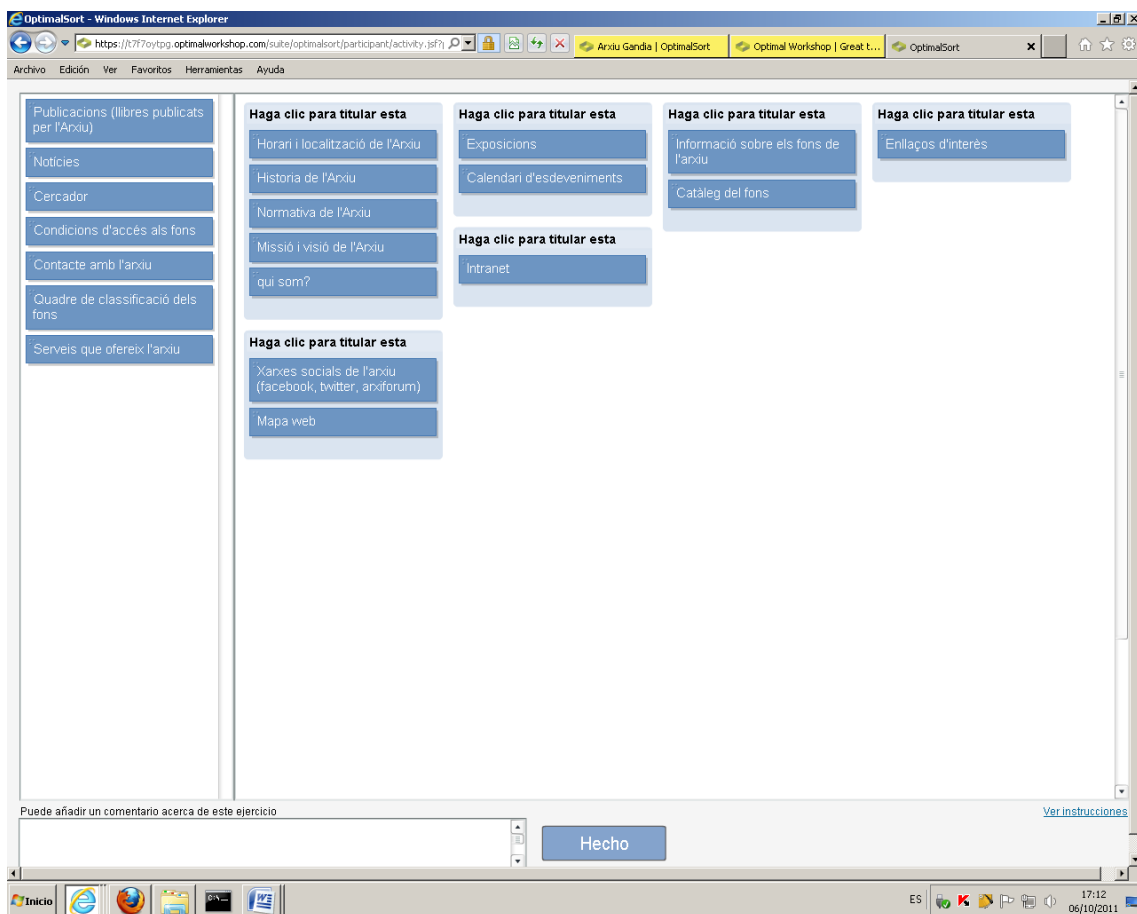 OptimalSort - Windows Internet Explorer
https://t7f7oytpg.optimalworkshop.com/suite/optimalsort/participant/activity.jsf?
Arxiu Gandia | OptimalSort
Optimal Workshop | Great t...
OptimalSort
Archivo Edición Ver Favoritos Herramientas Ayuda
Publicacions (llibres publicats
per l'Arxiu)
Notícies
Cercador
Condicions d'accés als fons
Contacte amb l'arxiu
Quadre de classificació dels
fons
Serveis que ofereix l'arxiu
Haga clic para titular esta
Horari i localització de l'Arxiu
Historia de l'Arxiu
Normativa de l'Arxiu
Missió i visió de l'Arxiu
qui som?
Haga clic para titular esta
Xarxes socials de l'arxiu
(facebook, twitter, arxiforum)
Mapa web
Haga clic para titular esta
Exposicions
Calendari d'esdeveniments
Haga clic para titular esta
Intranet
Haga clic para titular esta
Informació sobre els fons de
l'arxiu
Catàleg del fons
Haga clic para titular esta
Enllaços d'interès
Puede añadir un comentario acerca de este ejercicio
Ver instrucciones
Hecho
Inicio
ES
17:12
06/10/2011